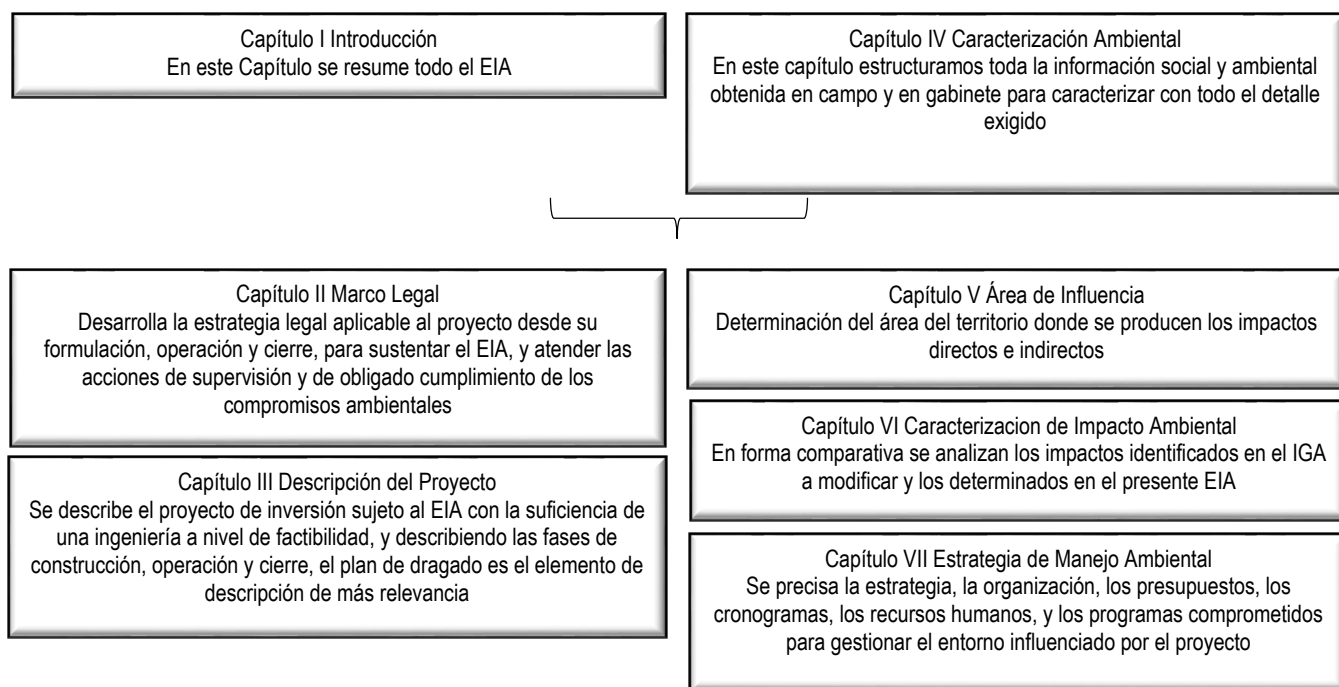 Capítulo I Introducción
En este Capítulo se resume todo el EIA
Capítulo II Marco Legal
Desarrolla la estrategia legal aplicable al proyecto desde su
formulación, operación y cierre, para sustentar el EIA, y atender las
acciones de supervisión y de obligado cumplimiento de los
compromisos ambientales
Capítulo III Descripción del Proyecto
Se describe el proyecto de inversión sujeto al EIA con la suficiencia de
una ingeniería a nivel de factibilidad, y describiendo las fases de
construcción, operación y cierre, el plan de dragado es el elemento de
descripción de más relevancia
Capítulo IV Caracterización Ambiental
En este capítulo estructuramos toda la información social y ambiental
obtenida en campo y en gabinete para caracterizar con todo el detalle
exigido
Capítulo V Área de Influencia
Determinación del área del territorio donde se producen los impactos
directos e indirectos
Capítulo VI Caracterizacion de Impacto Ambiental
En forma comparativa se analizan los impactos identificados en el IGA
a modificar y los determinados en el presente EIA
Capítulo VII Estrategia de Manejo Ambiental
Se precisa la estrategia, la organización, los presupuestos, los
cronogramas, los recursos humanos, y los programas comprometidos
para gestionar el entorno influenciado por el proyecto